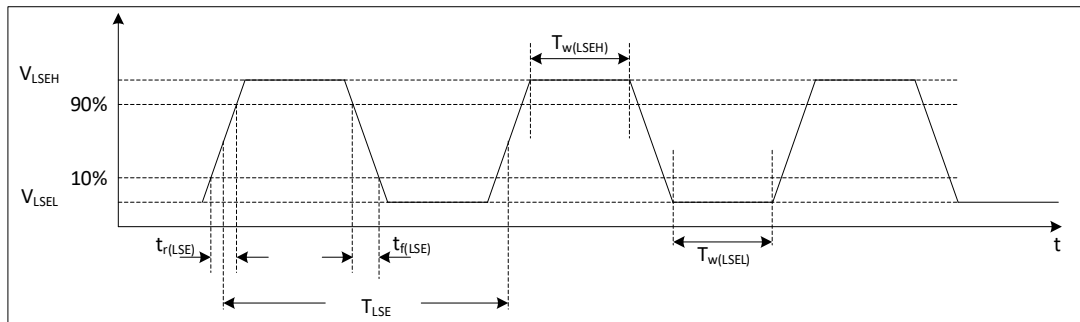 T_w(LSEH)
V_LSEH
90%
10%
V_LSEL
t_r(LSE)
t_f(LSE)
T_w(LSEL)
t
T_LSE